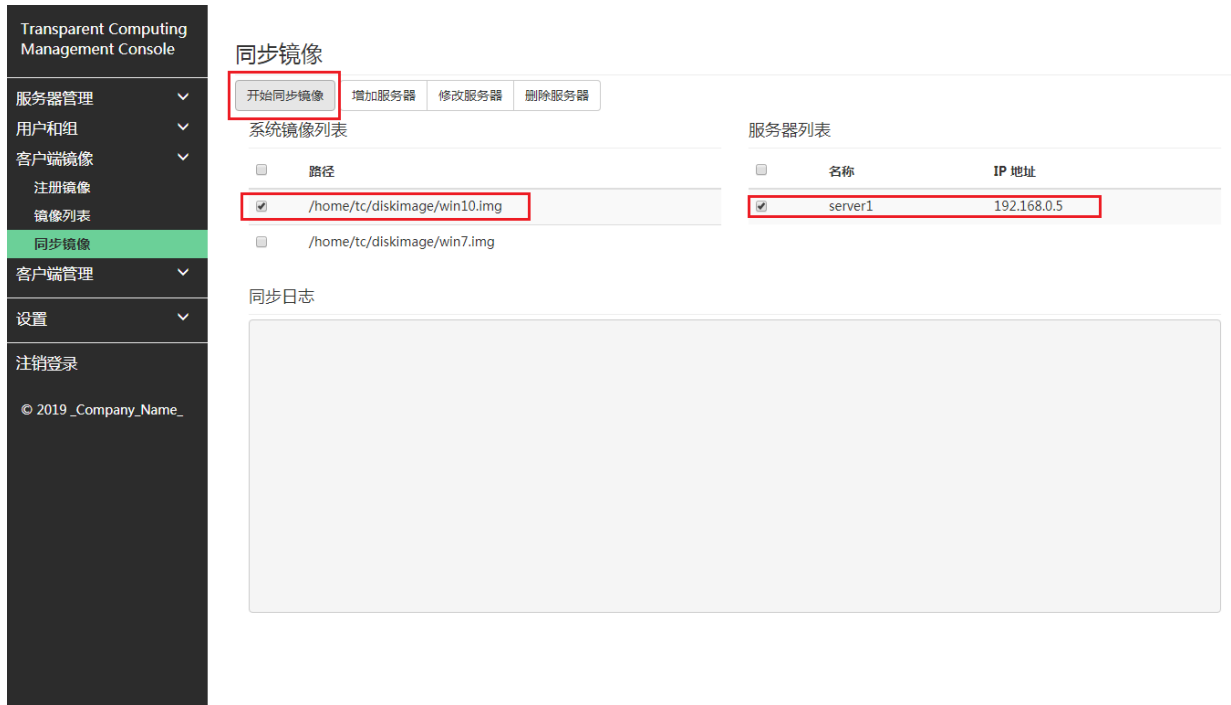 Transparent Computing
Management Console
服务器管理
用户和组
客户端镜像
注册镜像
镜像列表
同步镜像
客户端管理
设置
注销登录
© 2019 _Company_Name_
同步镜像
开始同步镜像 增加服务器 修改服务器 删除服务器
系统镜像列表
路径
/home/tc/diskimage/win10.img
/home/tc/diskimage/win7.img
服务器列表
名称 IP 地址
server1 192.168.0.5
同步日志